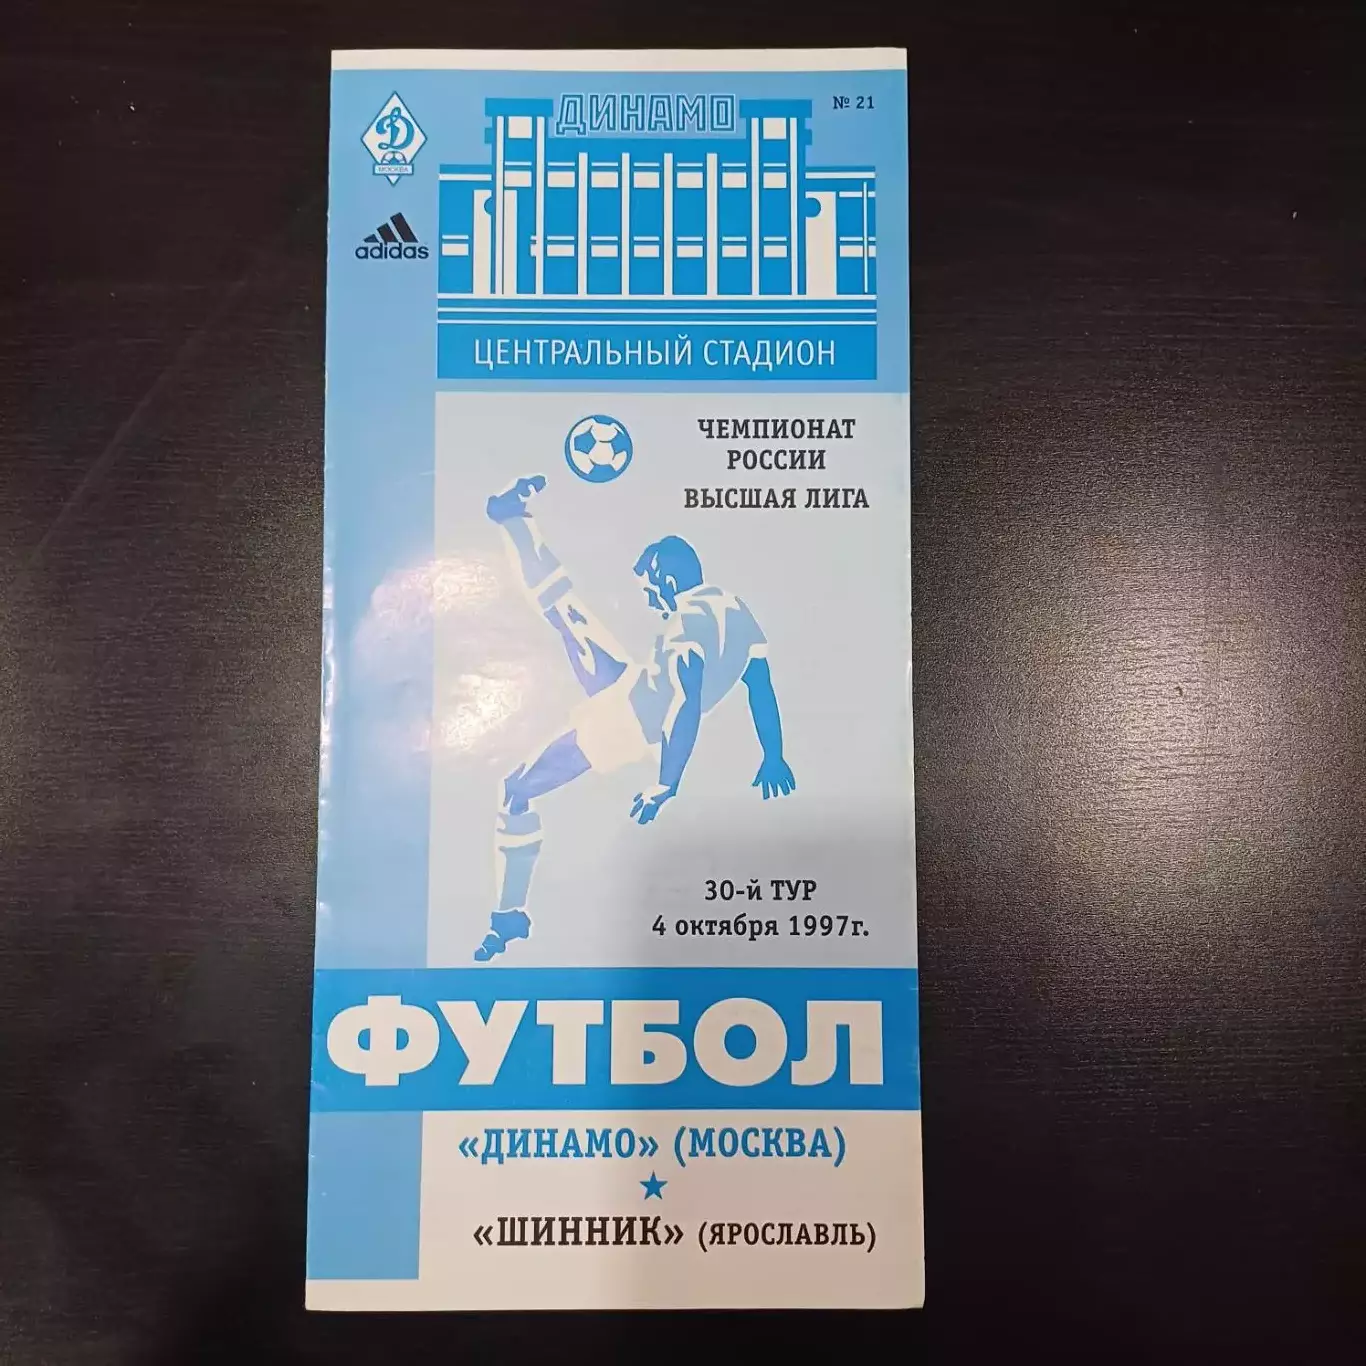 ДИНАМО
№ 21
Д
МОСКВА
adidas
ЦЕНТРАЛЬНЫЙ СТАДИОН
ЧЕМПИОНАТ
РОССИИ
ВЫСШАЯ ЛИГА
30-й ТУР
4 октября 1997г.
ФУТБОЛ
«ДИНАМО» (МОСКВА)
«ШИННИК» (ЯРОСЛАВЛЬ)